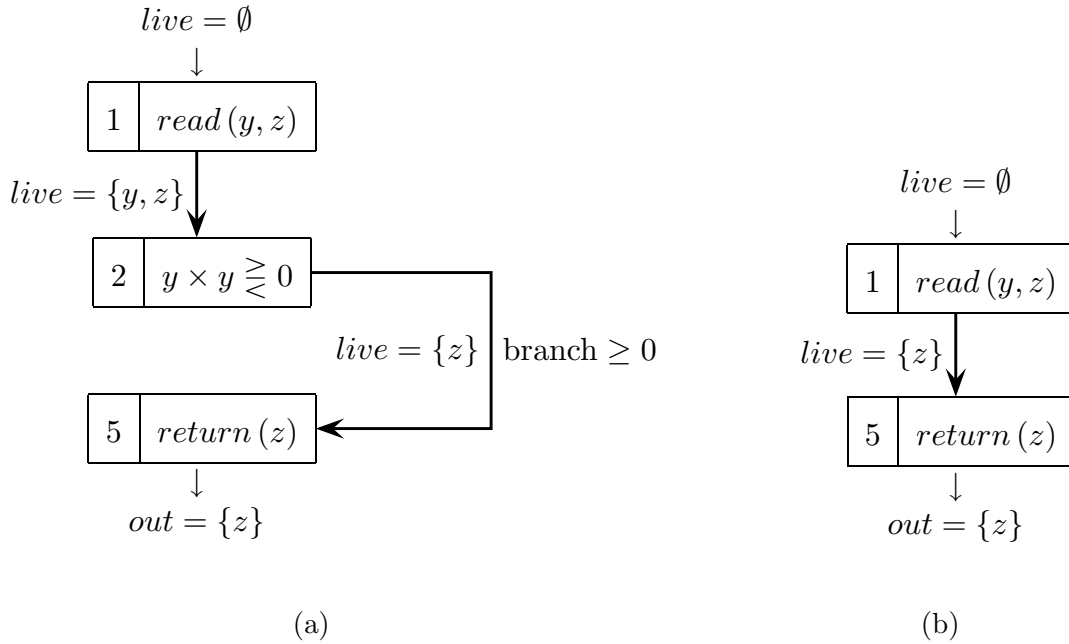 live = ∅
↓
1 read (y, z)
live = {y, z}
2 y × y ⪌ 0
live = {z} branch ≥ 0
5 return (z)
↓
out = {z}
(a)
live = ∅
↓
1 read (y, z)
live = {z}
5 return (z)
↓
out = {z}
(b)